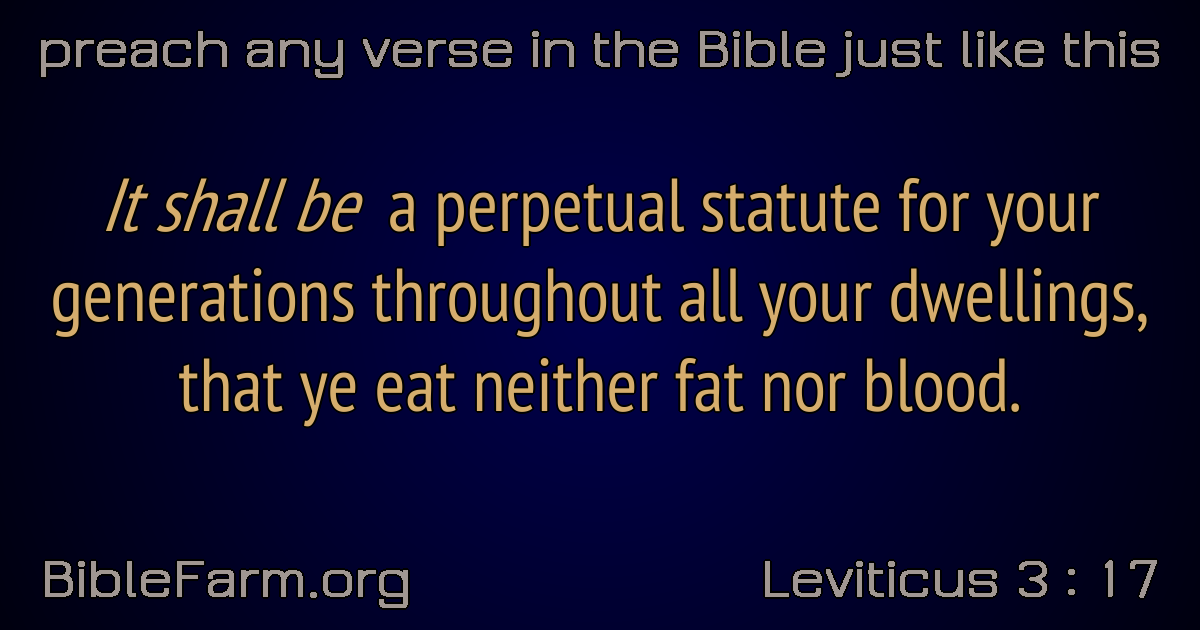 preach any verse in the Bible just like this
It shall be a perpetual statute for your
generations throughout all your dwellings,
that ye eat neither fat nor blood.
BibleFarm.org
Leviticus 3 : 17